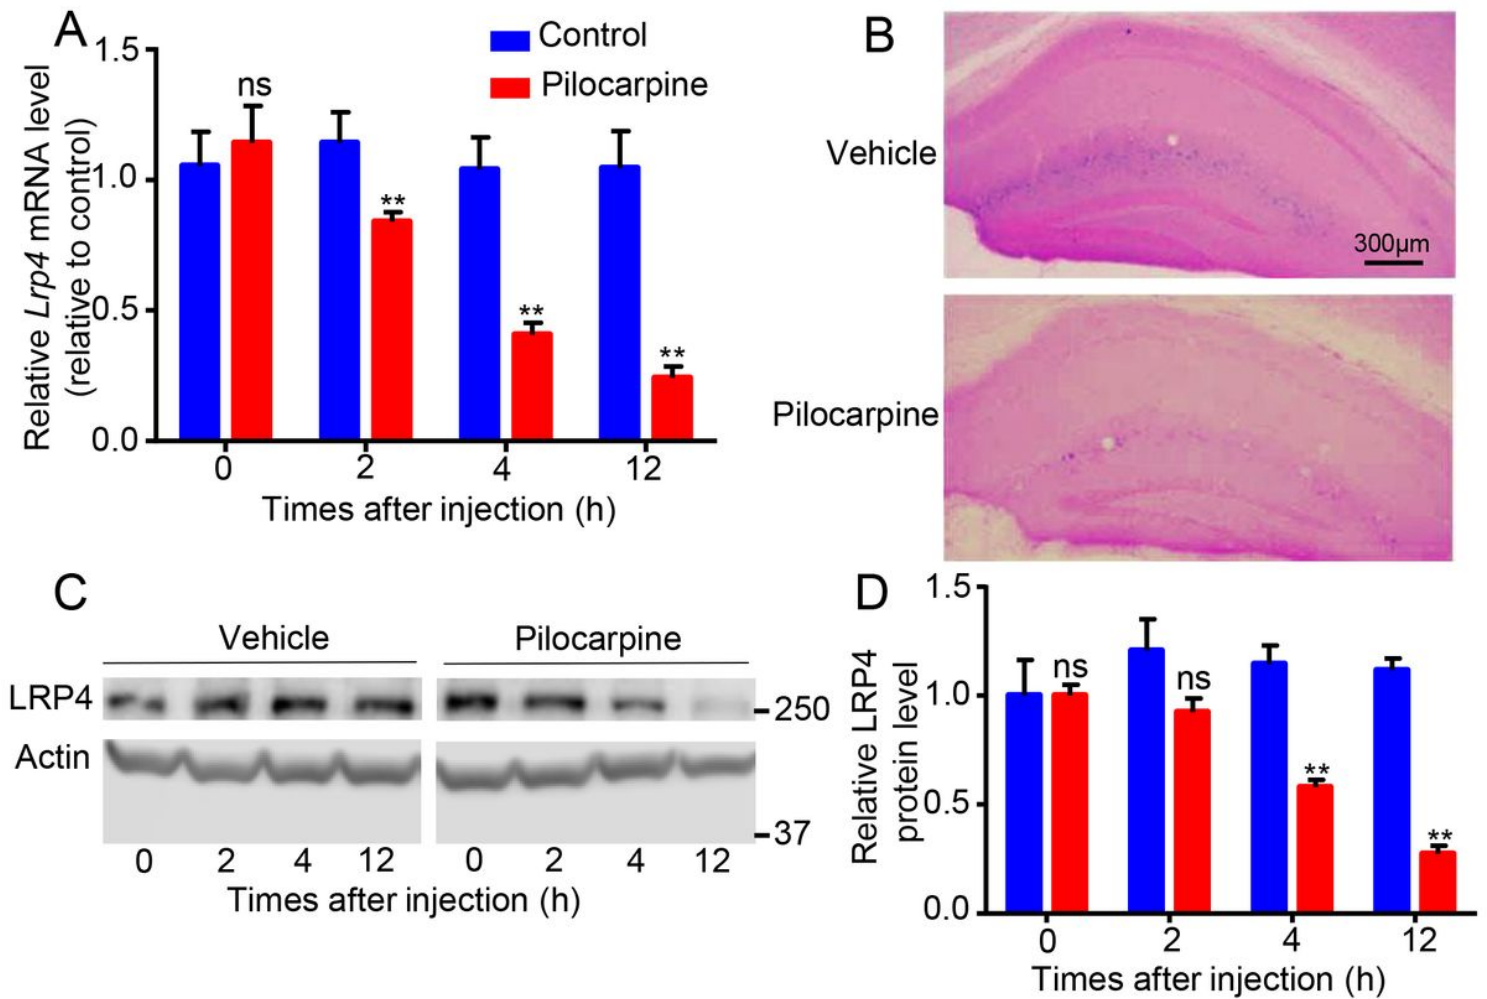 A
Control
Pilocarpine
Relative Lrp4 mRNA level
(relative to control)
1.5
1.0
0.5
0.0
ns
**
**
**
0 2 4 12
Times after injection (h)
B
Vehicle
300μm
Pilocarpine
C
Vehicle Pilocarpine
LRP4
250
Actin
37
0 2 4 12 0 2 4 12
Times after injection (h)
D
Relative LRP4
protein level
1.5
1.0
0.5
0.0
ns
ns
**
**
0 2 4 12
Times after injection (h)